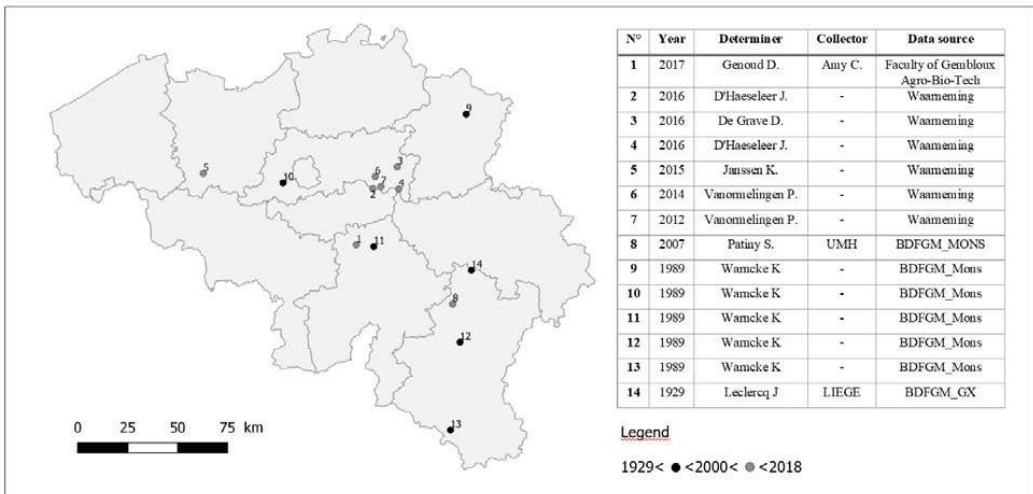 9
3
5
6
10
7
2
4
1
11
14
8
12
13
0 25 50 75 km
N° Year Determiner Collector Data source
1 2017 Genoud D. Amy C. Faculty of Gembloux
Agro-Bio-Tech
2 2016 D'Haeseleer J. - Waarneming
3 2016 De Grave D. - Waarneming
4 2016 D'Haeseleer J. - Waarneming
5 2015 Janssen K. - Waarneming
6 2014 Vanormelingen P. - Waarneming
7 2012 Vanormelingen P. - Waarneming
8 2007 Patiny S. UMH BDFGM_MONS
9 1989 Warncke K - BDFGM_Mons
10 1989 Warncke K - BDFGM_Mons
11 1989 Warncke K - BDFGM_Mons
12 1989 Warncke K - BDFGM_Mons
13 1989 Warncke K - BDFGM_Mons
14 1929 Leclercq J LIEGE BDFGM_GX
Legend
1929< ● <2000< ● <2018